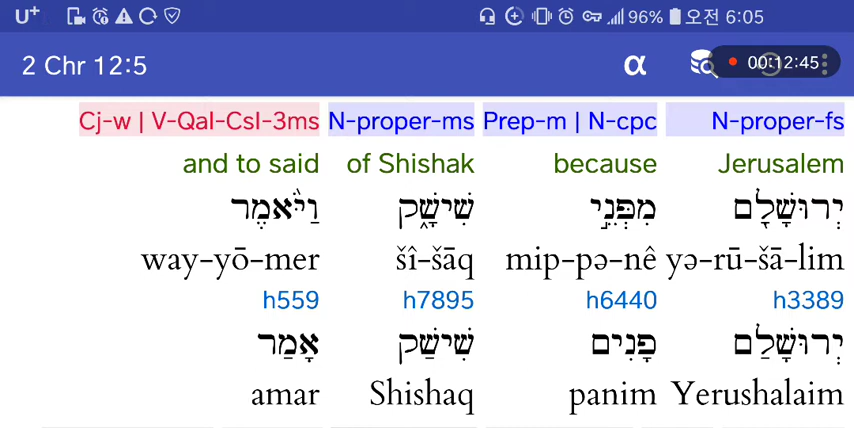 U+ 96% 오전 6:05
2 Chr 12:5 α 00:12:45
Cj-w | V-Qal-CsI-3ms N-proper-ms Prep-m | N-cpc N-proper-fs
and to said of Shishak because Jerusalem
יְרוּשָׁלִַ֖ם מִפְּנֵ֣י שִׁישָׁ֑ק וַיֹּ֨אמֶר
way-yō-mer šî-šāq mip-pə-nê yə-rū-šā-lim
h559 h7895 h6440 h3389
יְרוּשָׁלַם פָּנִים שִׁישַׁק אָמַר
amar Shishaq panim Yerushalaim